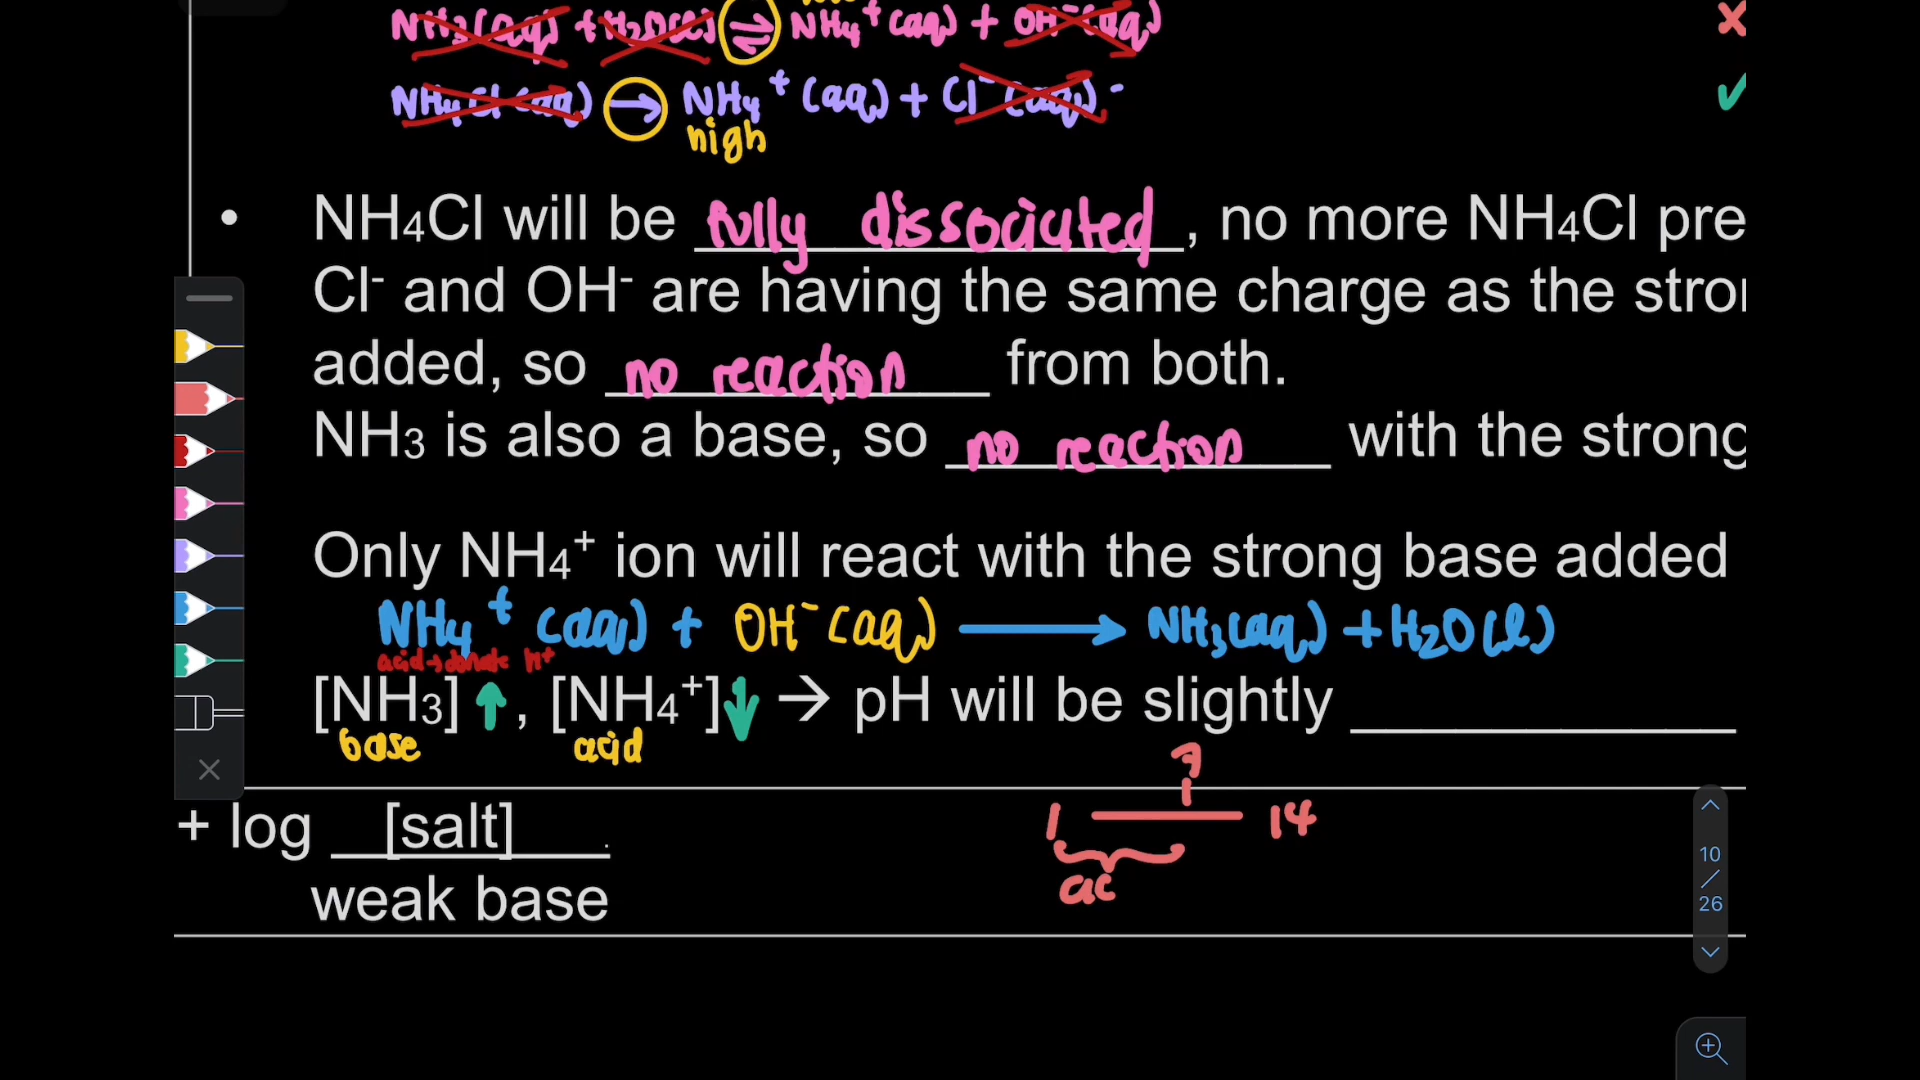 NH3(aq) + H2O(l) ⇌ NH4+ (aq) + OH-(aq)
NH4Cl (aq) → NH4+ (aq) + Cl- (aq) -
high
• NH4Cl will be fully dissociated, no more NH4Cl pre
Cl- and OH- are having the same charge as the stro
added, so no reaction from both.
NH3 is also a base, so no reaction with the strong
Only NH4+ ion will react with the strong base added
NH4+ (aq) + OH-(aq) → NH3(aq) + H2O(l)
acid → donate H+
[NH3] ↑, [NH4+] ↓ → pH will be slightly
base acid
7
1 14
ac
+ log [salt]
weak base
10
/
26